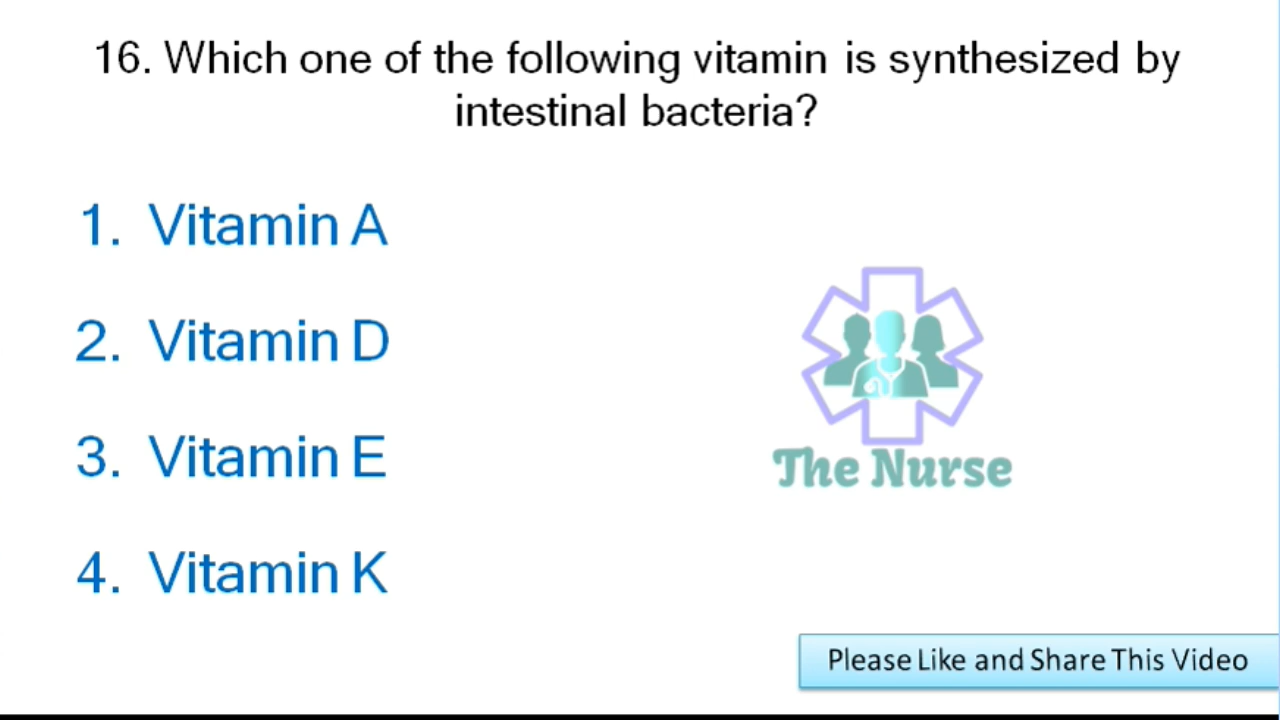 16. Which one of the following vitamin is synthesized by
intestinal bacteria?
1. Vitamin A
2. Vitamin D
3. Vitamin E
4. Vitamin K
The Nurse
Please Like and Share This Video